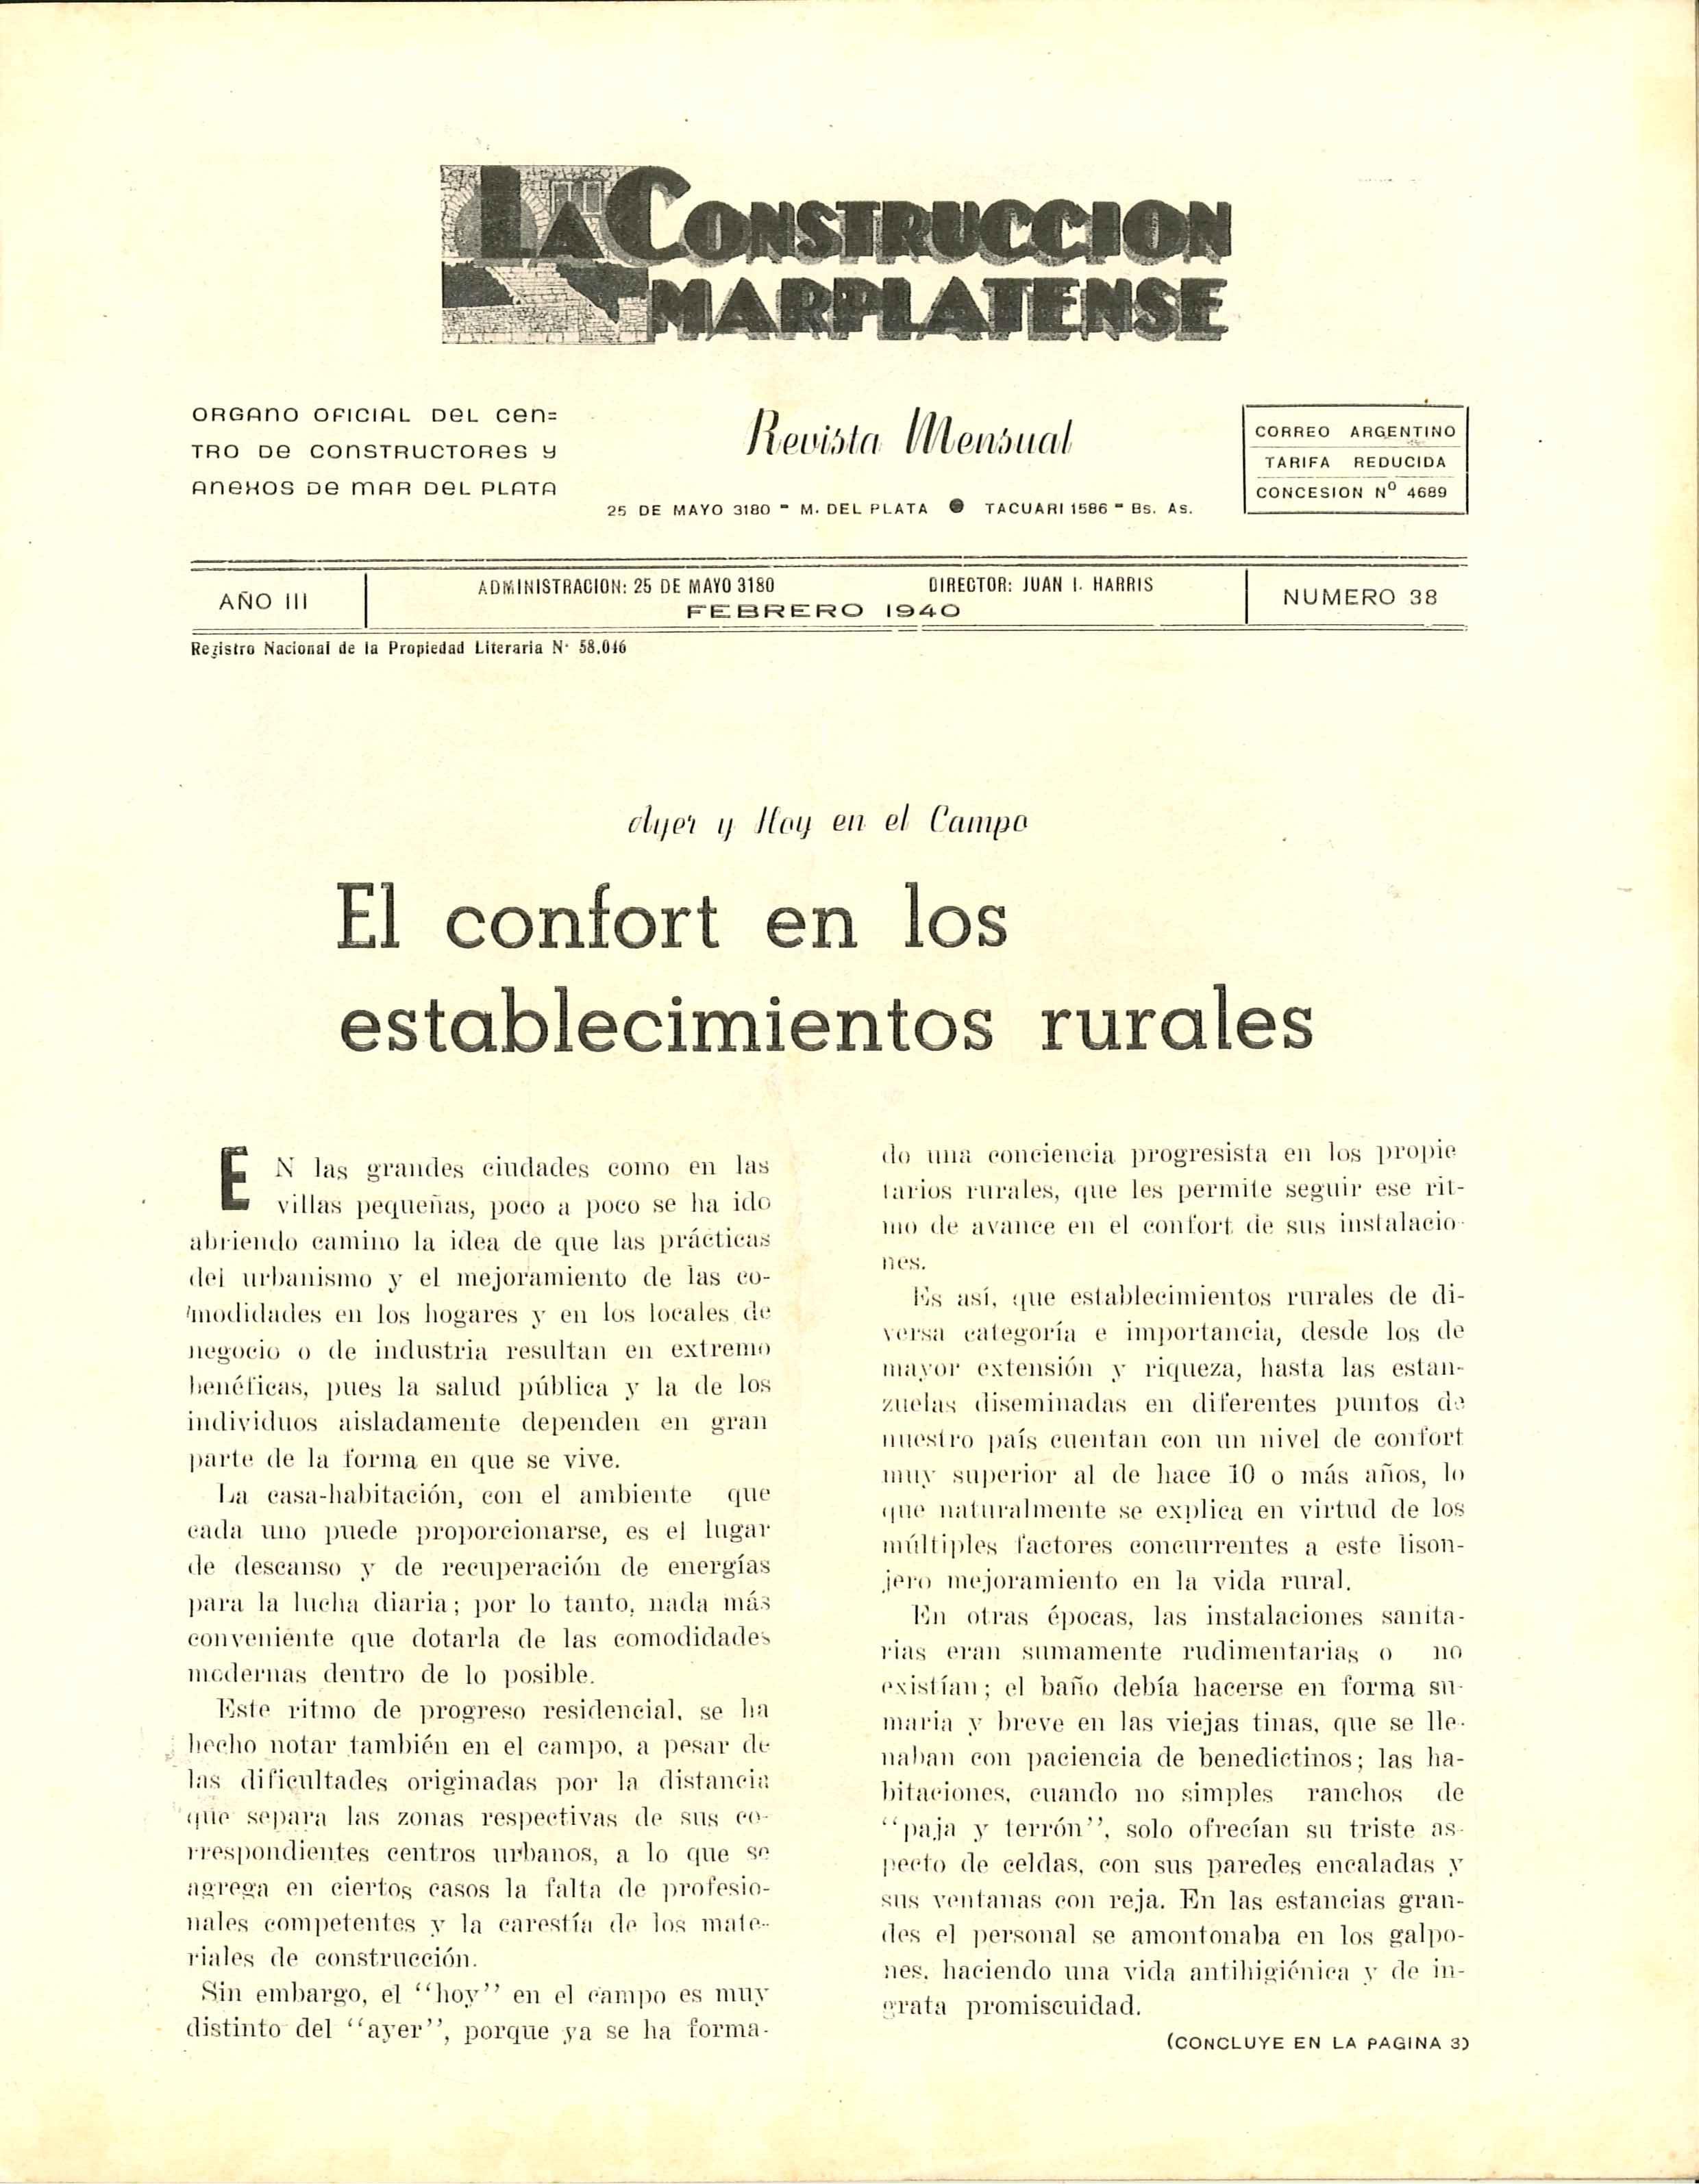 LA CONSTRUCCION
MARPLATENSE
ORGANO OFICIAL DEL CEN=
TRO DE CONSTRUCTORES Y
ANEXOS DE MAR DEL PLATA
Revista Mensual
25 DE MAYO 3180 - M. DEL PLATA ● TACUARI 1586 - Bs. As.
CORREO ARGENTINO
TARIFA REDUCIDA
CONCESION Nº 4689
AÑO III
ADMINISTRACION: 25 DE MAYO 3180 DIRECTOR: JUAN I. HARRIS
FEBRERO 1940
NUMERO 38
Registro Nacional de la Propiedad Literaria N· 58.046
Ayer y Hoy en el Campo
El confort en los
establecimientos rurales
EN las grandes ciudades como en las
villas pequeñas, poco a poco se ha ido
abriendo camino la idea de que las prácticas
del urbanismo y el mejoramiento de las co-
modidades en los hogares y en los locales de
negocio o de industria resultan en extremo
benéficas, pues la salud pública y la de los
individuos aisladamente dependen en gran
parte de la forma en que se vive.
La casa-habitación, con el ambiente que
cada uno puede proporcionarse, es el lugar
de descanso y de recuperación de energías
para la lucha diaria; por lo tanto, nada más
conveniente que dotarla de las comodidades
modernas dentro de lo posible.
Este ritmo de progreso residencial, se ha
hecho notar también en el campo, a pesar de
las dificultades originadas por la distancia
que separa las zonas respectivas de sus co-
rrespondientes centros urbanos, a lo que se
agrega en ciertos casos la falta de profesio-
nales competentes y la carestía de los mate-
riales de construcción.
Sin embargo, el "hoy" en el campo es muy
distinto del "ayer", porque ya se ha forma-
do una conciencia progresista en los propie
tarios rurales, que les permite seguir ese rit-
mo de avance en el confort de sus instalacio-
nes.
Es así, que establecimientos rurales de di-
versa categoría e importancia, desde los de
mayor extensión y riqueza, hasta las estan-
zuelas diseminadas en diferentes puntos de
nuestro país cuentan con un nivel de confort
muy superior al de hace 10 o más años, lo
que naturalmente se explica en virtud de los
múltiples factores concurrentes a este lison-
jero mejoramiento en la vida rural.
En otras épocas, las instalaciones sanita-
rias eran sumamente rudimentarias o no
existían; el baño debía hacerse en forma su-
maria y breve en las viejas tinas, que se lle-
naban con paciencia de benedictinos; las ha-
bitaciones, cuando no simples ranchos de
"paja y terrón", solo ofrecían su triste as-
pecto de celdas, con sus paredes encaladas y
sus ventanas con reja. En las estancias gran-
des el personal se amontonaba en los galpo-
nes, haciendo una vida antihigiénica y de in-
grata promiscuidad.
(CONCLUYE EN LA PAGINA 3)